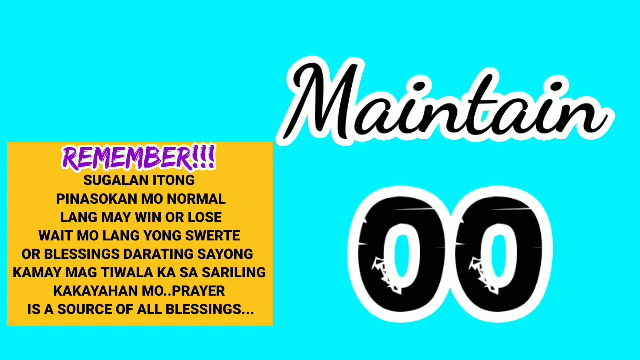 Maintain
00
REMEMBER!!!
SUGALAN ITONG
PINASOKAN MO NORMAL
LANG MAY WIN OR LOSE
WAIT MO LANG YONG SWERTE
OR BLESSINGS DARATING SAYONG
KAMAY MAG TIWALA KA SA SARILING
KAKAYAHAN MO..PRAYER
IS A SOURCE OF ALL BLESSINGS...